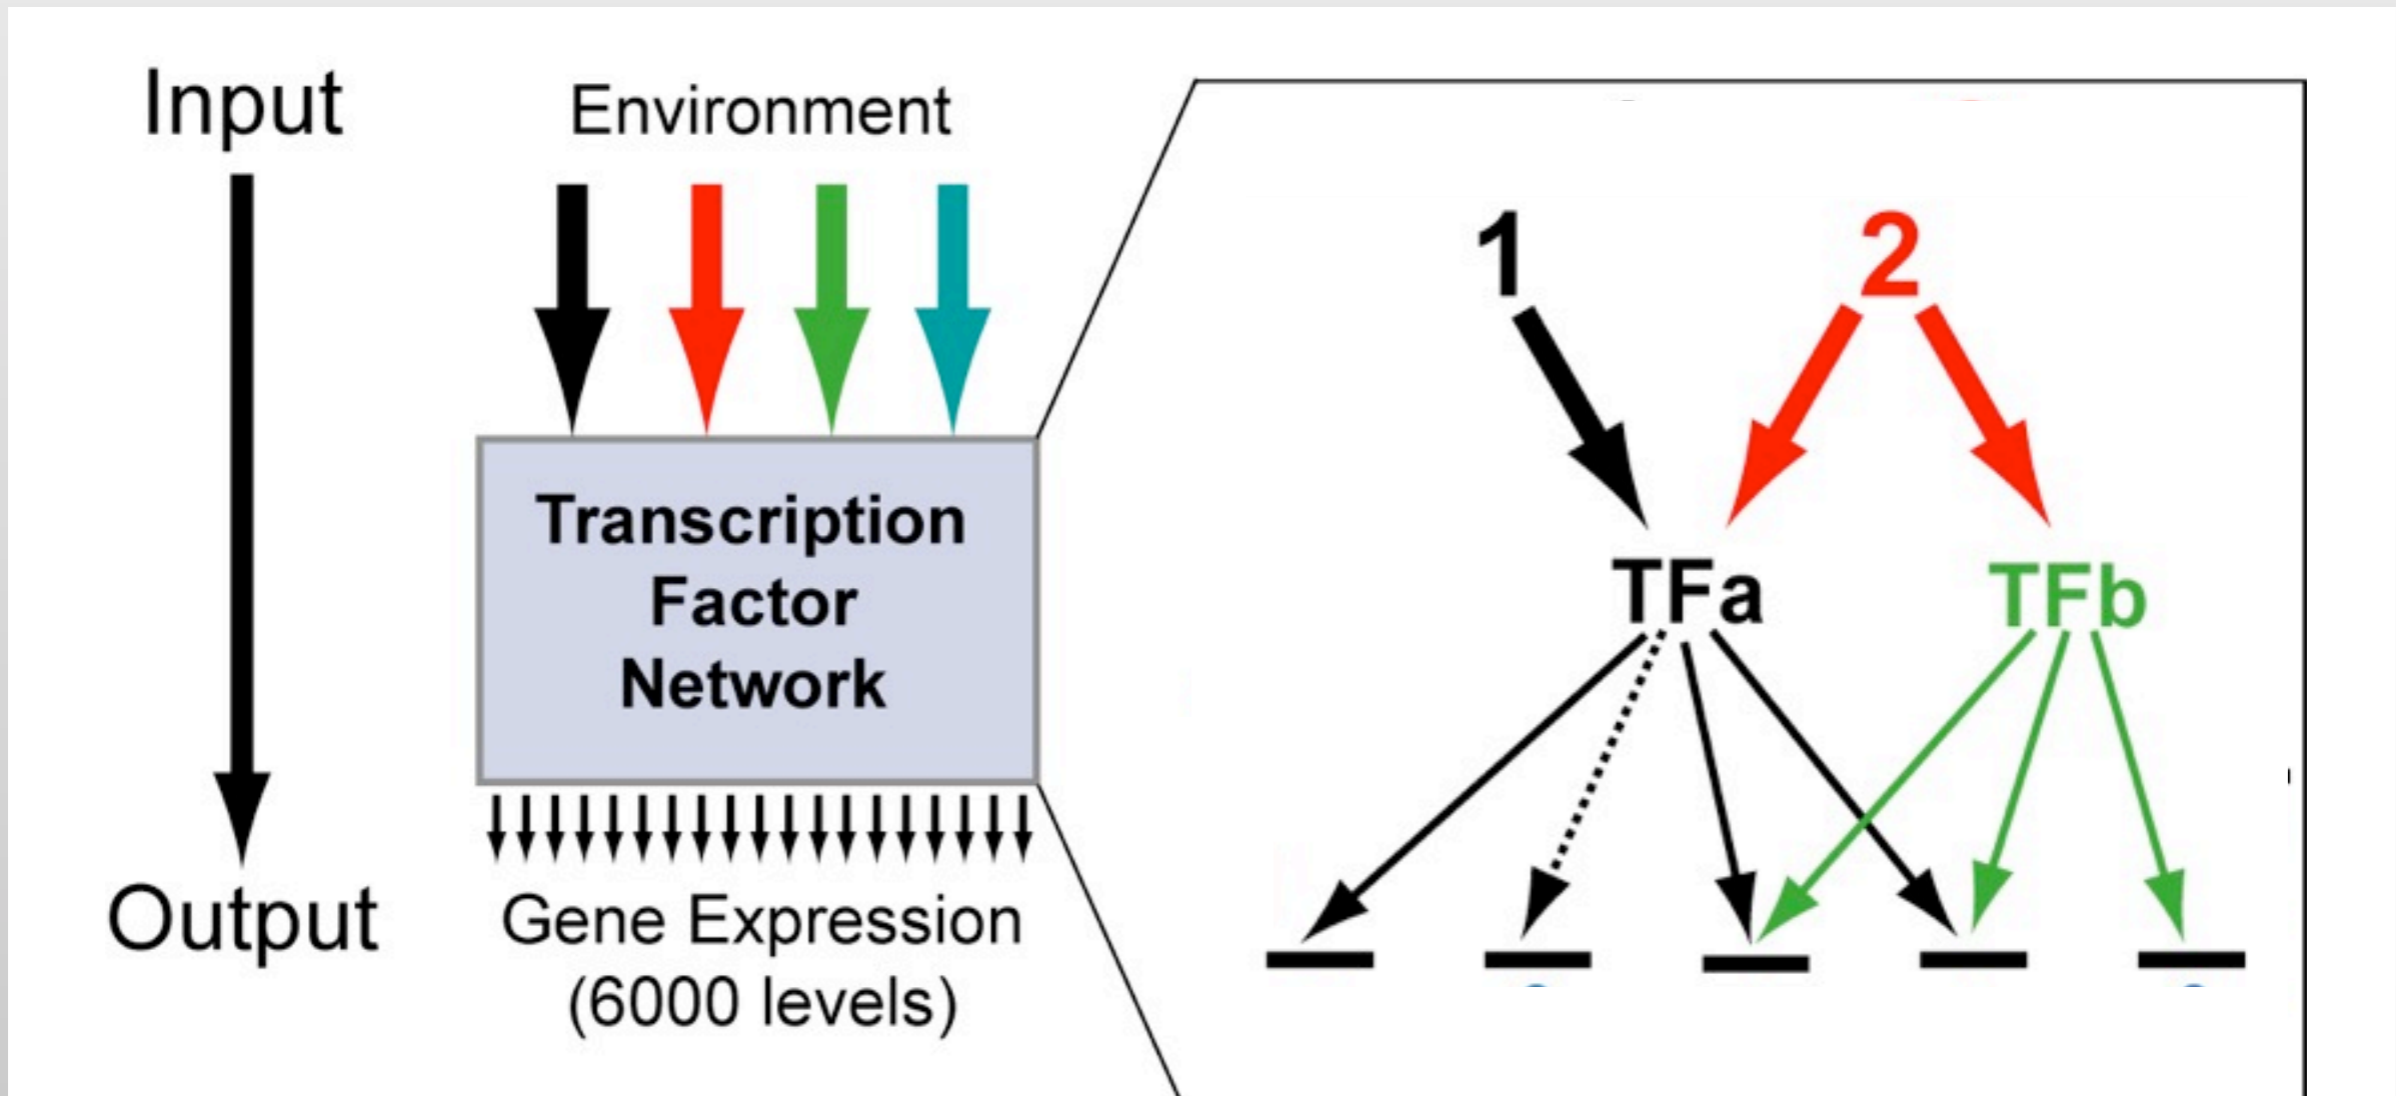 Input
Environment
Transcription
Factor
Network
Output
Gene Expression
(6000 levels)
1 2
TFa TFb